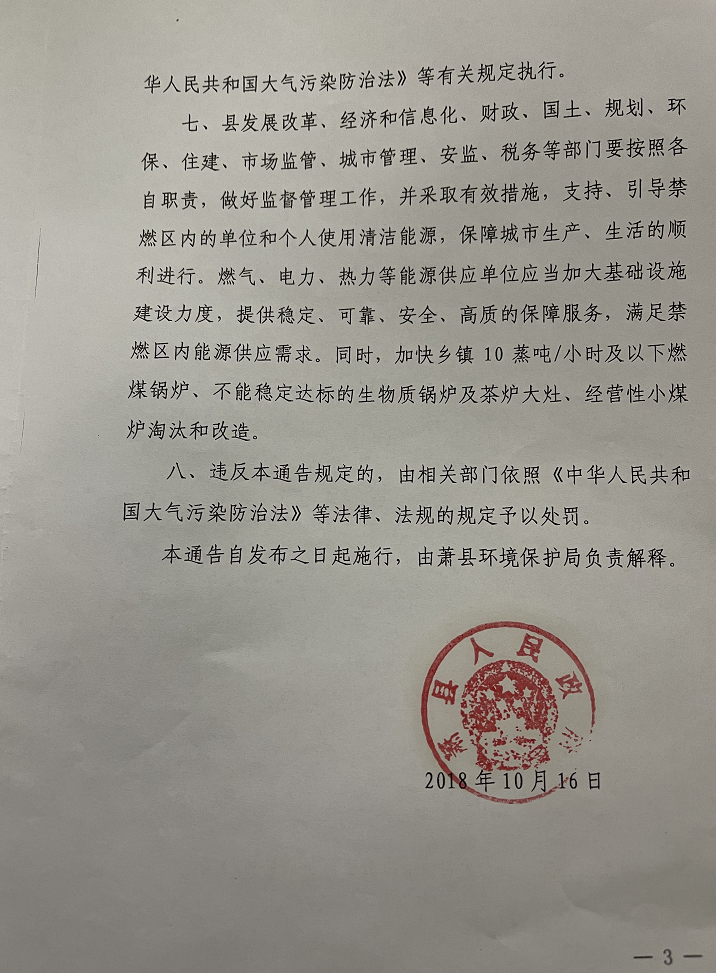 华人民共和国大气污染防治法》等有关规定执行。
七、县发展改革、经济和信息化、财政、国土、规划、环
保、住建、市场监管、城市管理、安监、税务等部门要按照各
自职责，做好监督管理工作，并采取有效措施，支持、引导禁
燃区内的单位和个人使用清洁能源，保障城市生产、生活的顺
利进行。燃气、电力、热力等能源供应单位应当加大基础设施
建设力度，提供稳定、可靠、安全、高质的保障服务，满足禁
燃区内能源供应需求。同时，加快乡镇 10 蒸吨/小时及以下燃
煤锅炉、不能稳定达标的生物质锅炉及茶炉大灶、经营性小煤
炉淘汰和改造。
八、违反本通告规定的，由相关部门依照《中华人民共和
国大气污染防治法》等法律、法规的规定予以处罚。
本通告自发布之日起施行，由萧县环境保护局负责解释。
萧县人民政府
2018 年 10 月 16 日
— 3 —